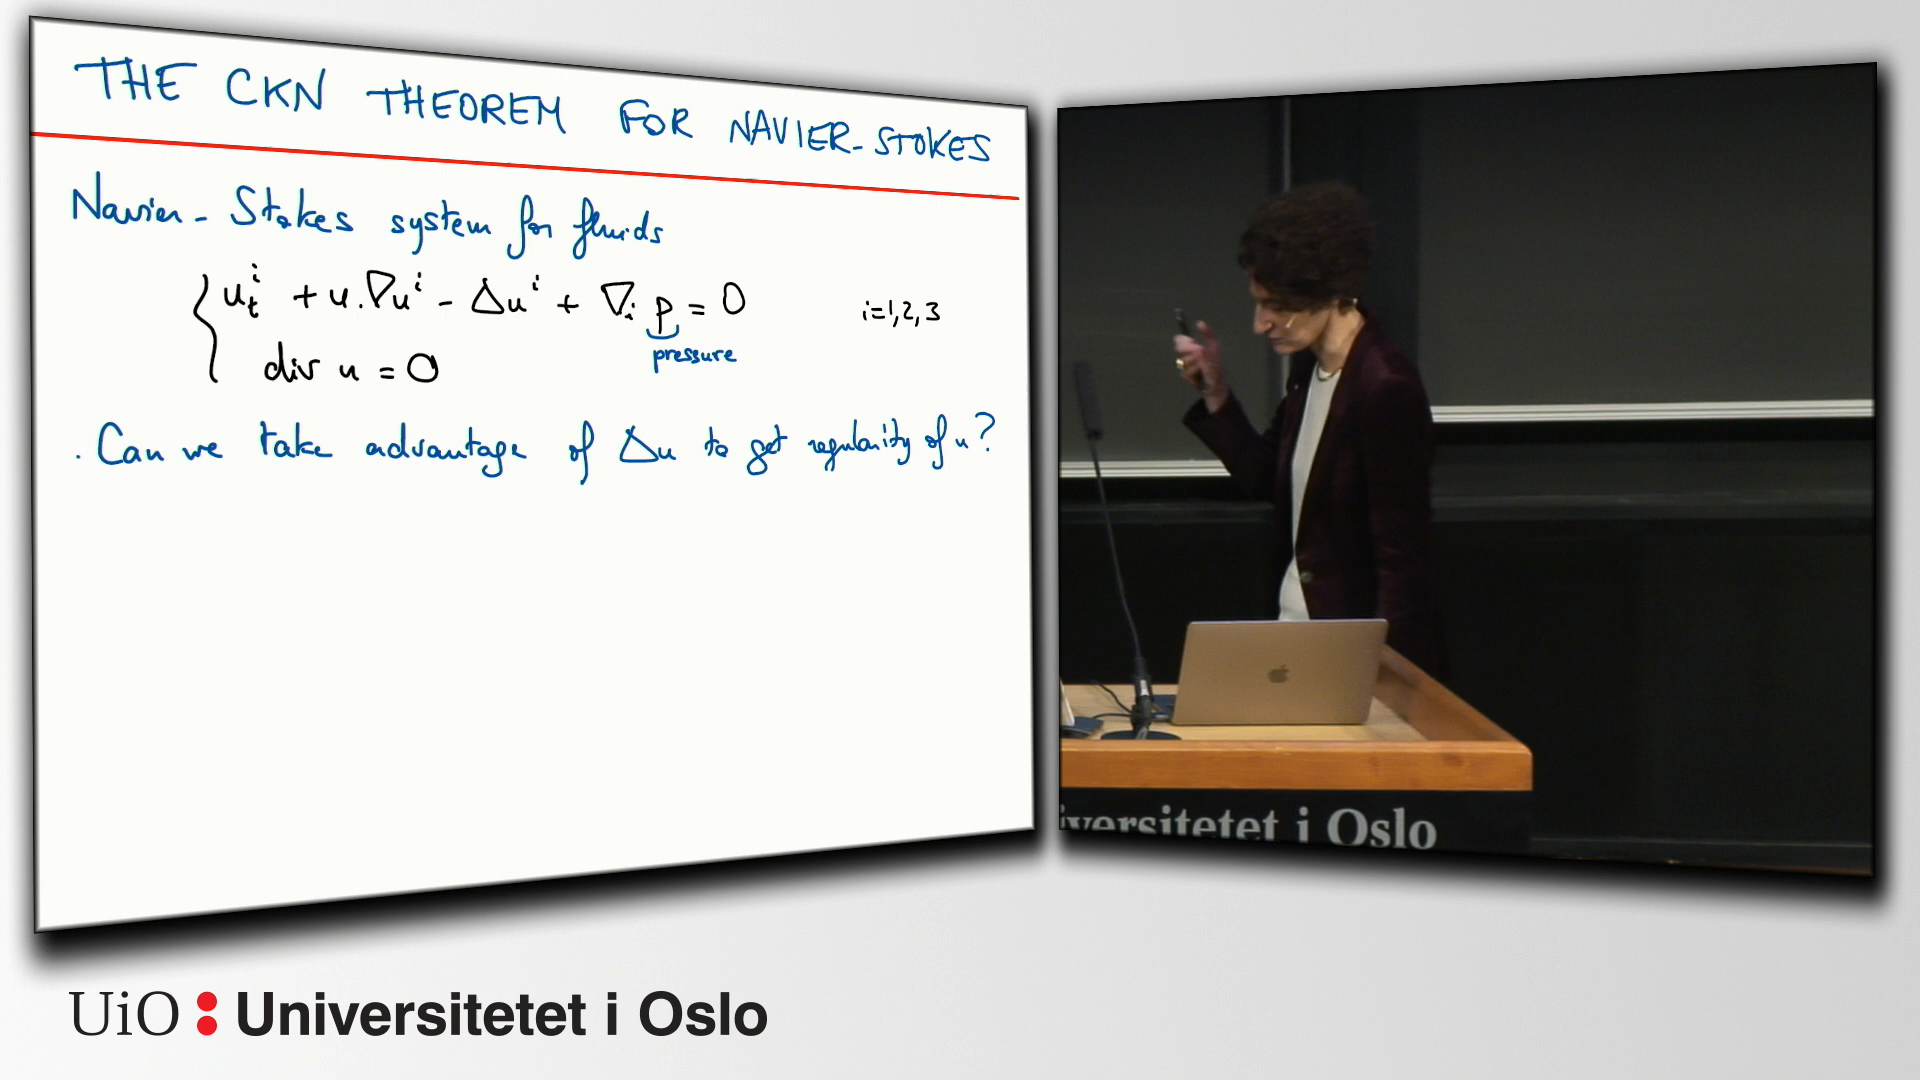 THE CKN THEOREM FOR NAVIER-STOKES
Navier-Stokes system for fluids
u_t^i + u.∇u^i - Δu^i + ∇_i p = 0 i=1,2,3
pressure
div u = 0
. Can we take advantage of Δu to get regularity of u?
iversitetet i Oslo
UiO : Universitetet i Oslo